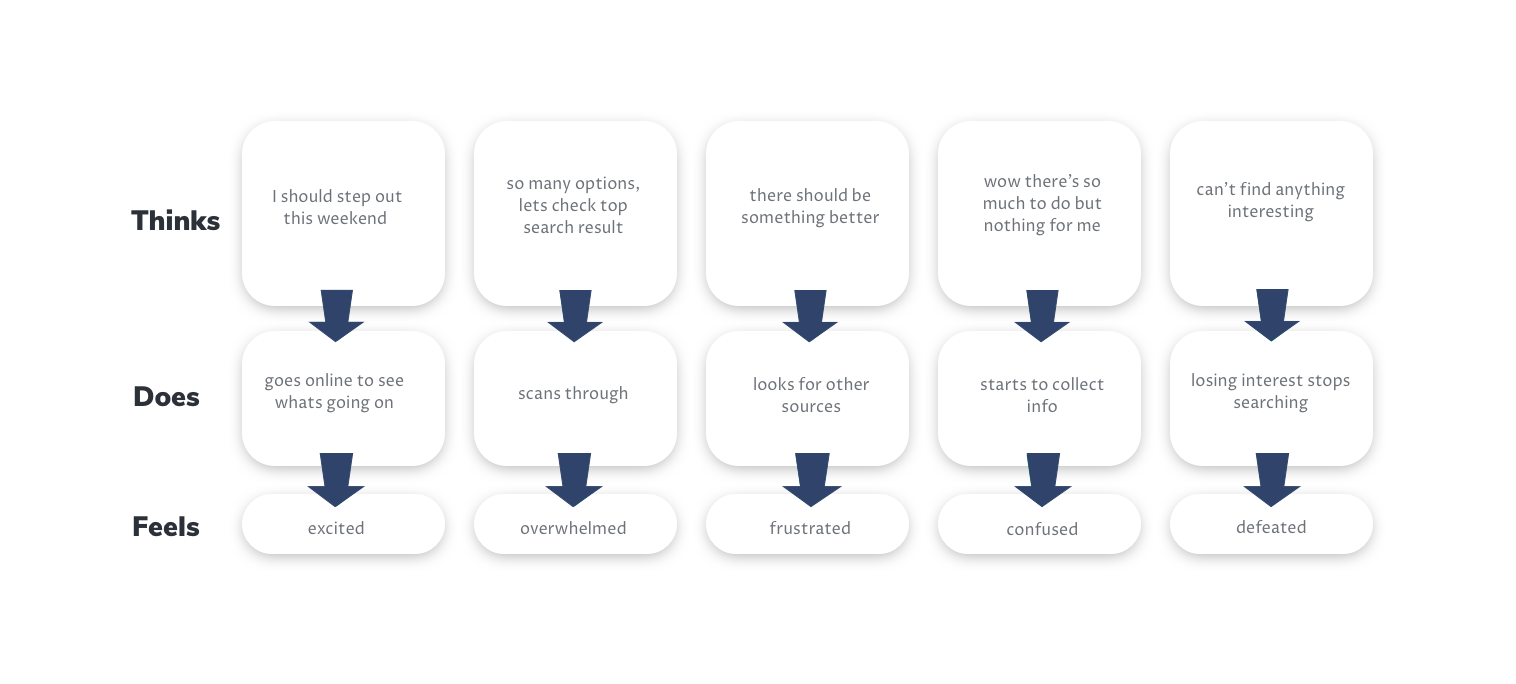 Thinks
I should step out
this weekend
so many options,
lets check top
search result
there should be
something better
wow there's so
much to do but
nothing for me
can't find anything
interesting
Does
goes online to see
whats going on
scans through
looks for other
sources
starts to collect
info
losing interest stops
searching
Feels
excited
overwhelmed
frustrated
confused
defeated